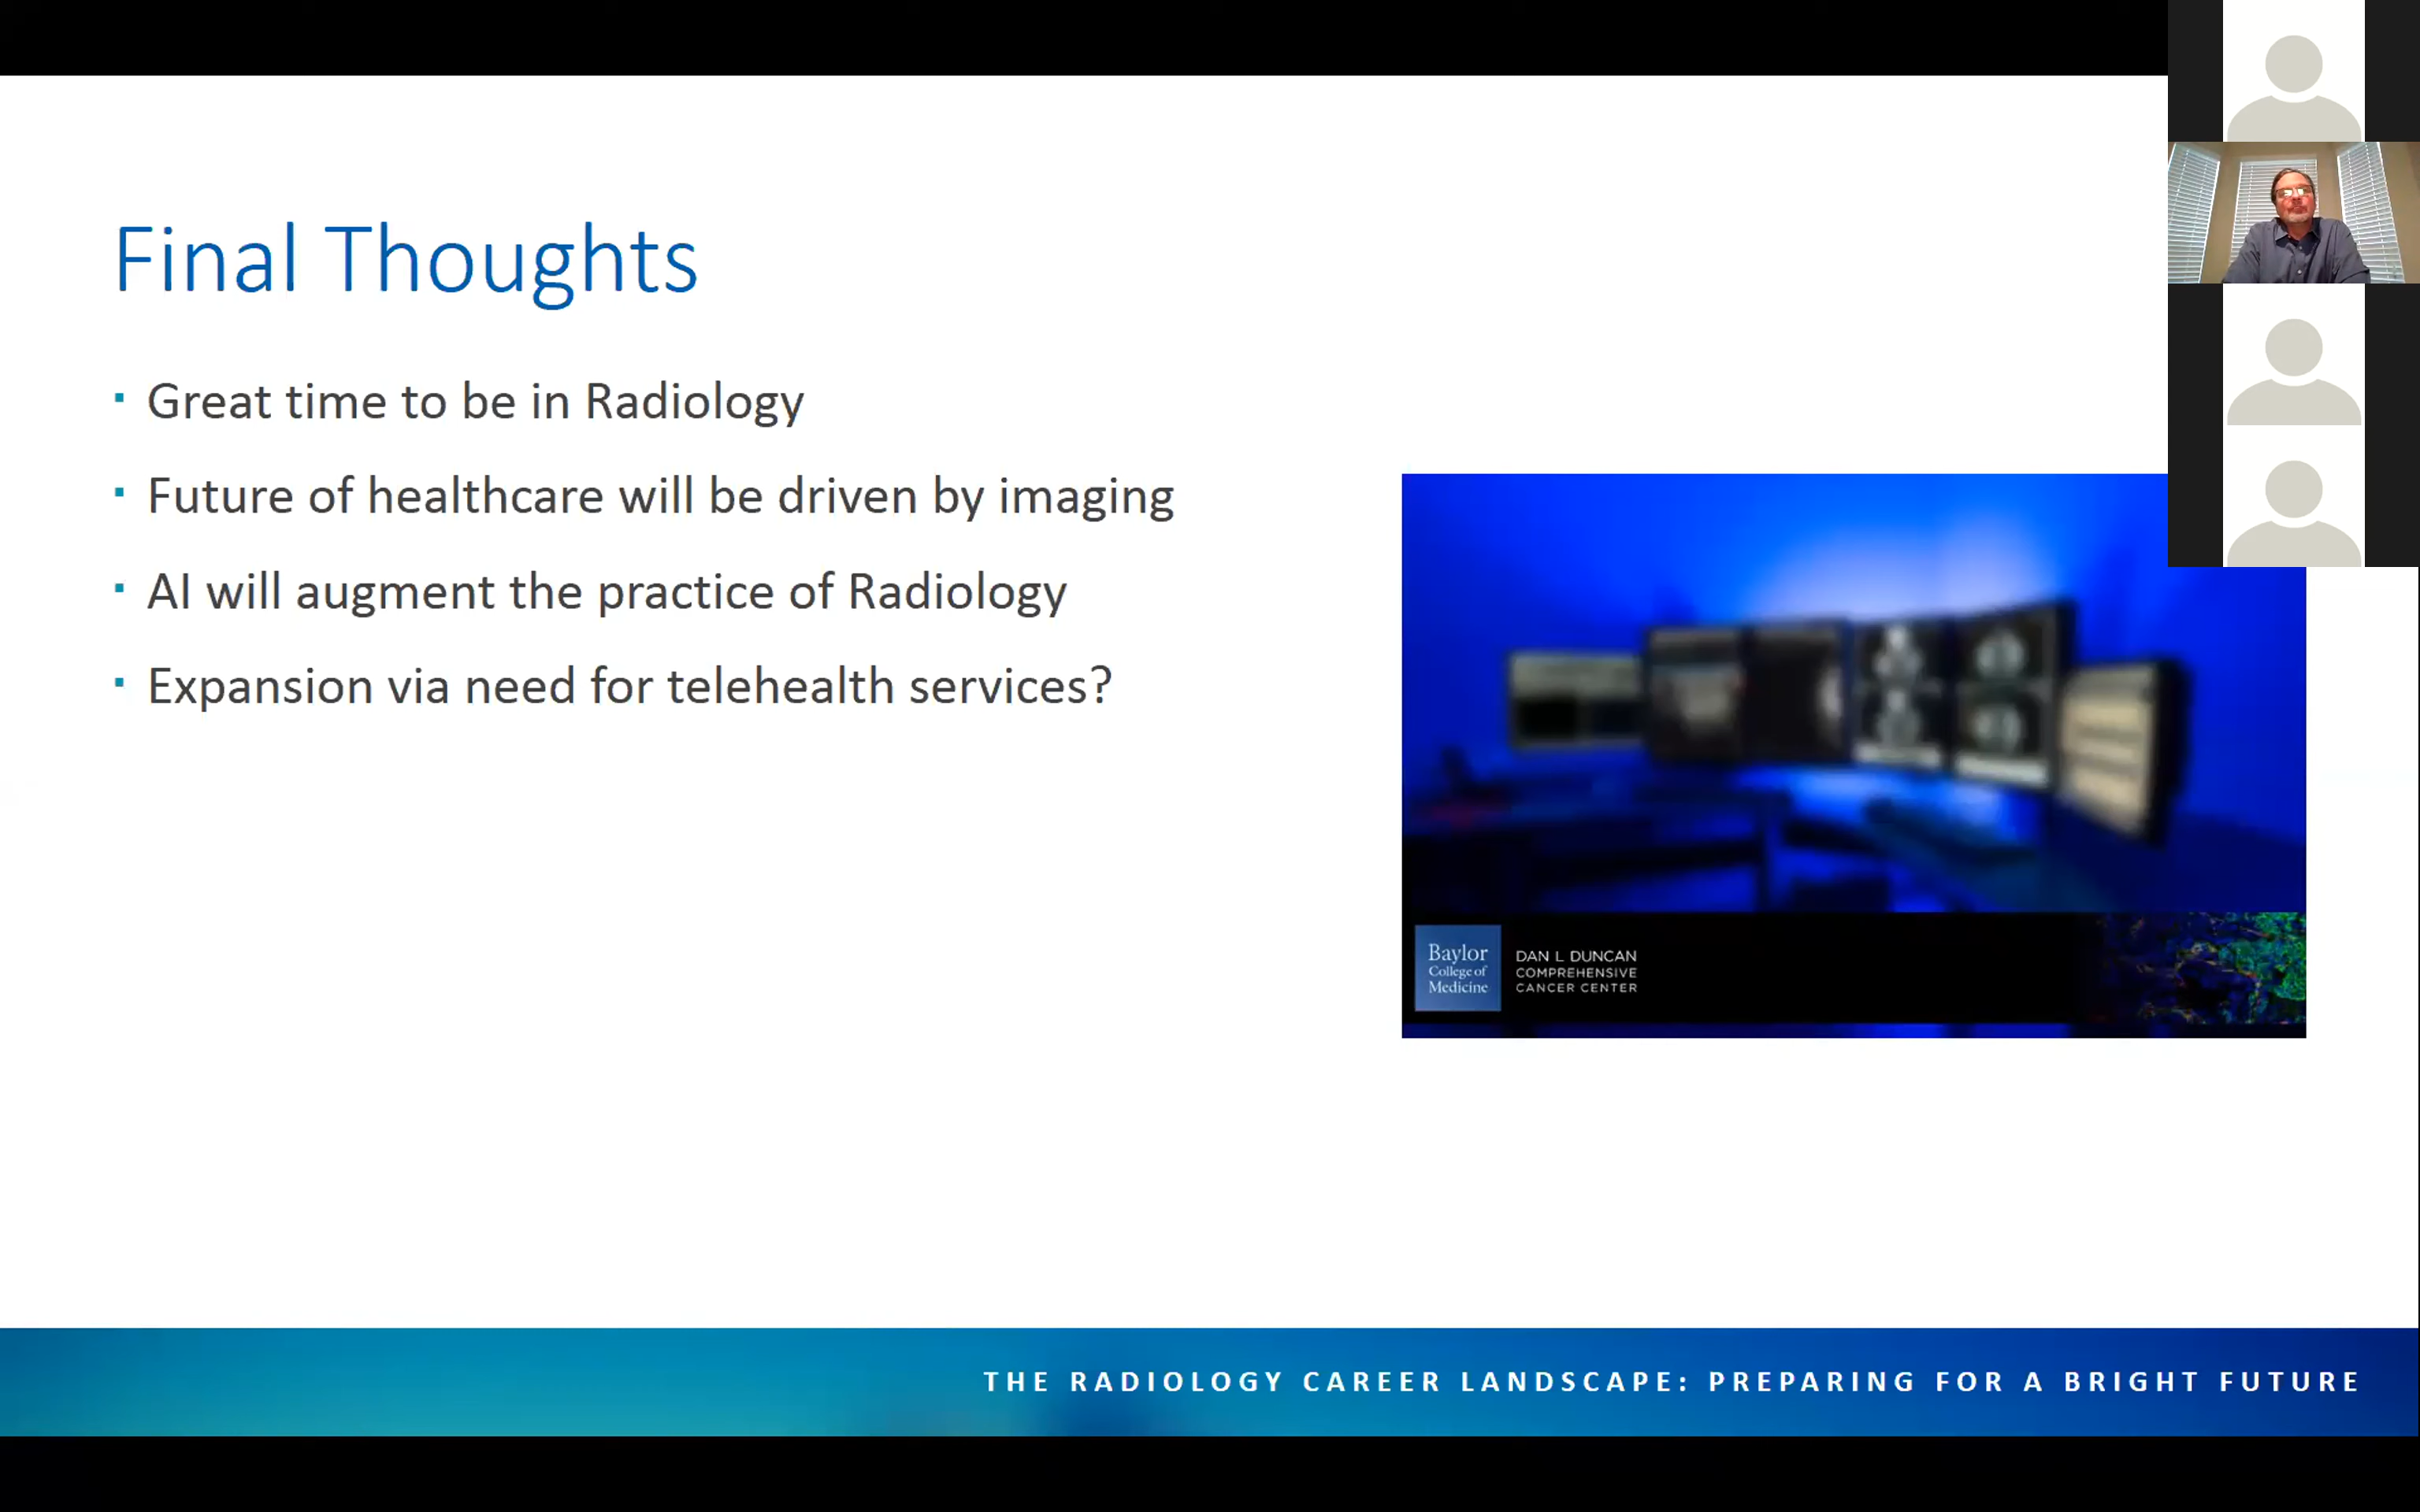 Final Thoughts
Great time to be in Radiology
Future of healthcare will be driven by imaging
AI will augment the practice of Radiology
Expansion via need for telehealth services?
Baylor
College of
Medicine
DAN L DUNCAN
COMPREHENSIVE
CANCER CENTER
THE RADIOLOGY CAREER LANDSCAPE: PREPARING FOR A BRIGHT FUTURE